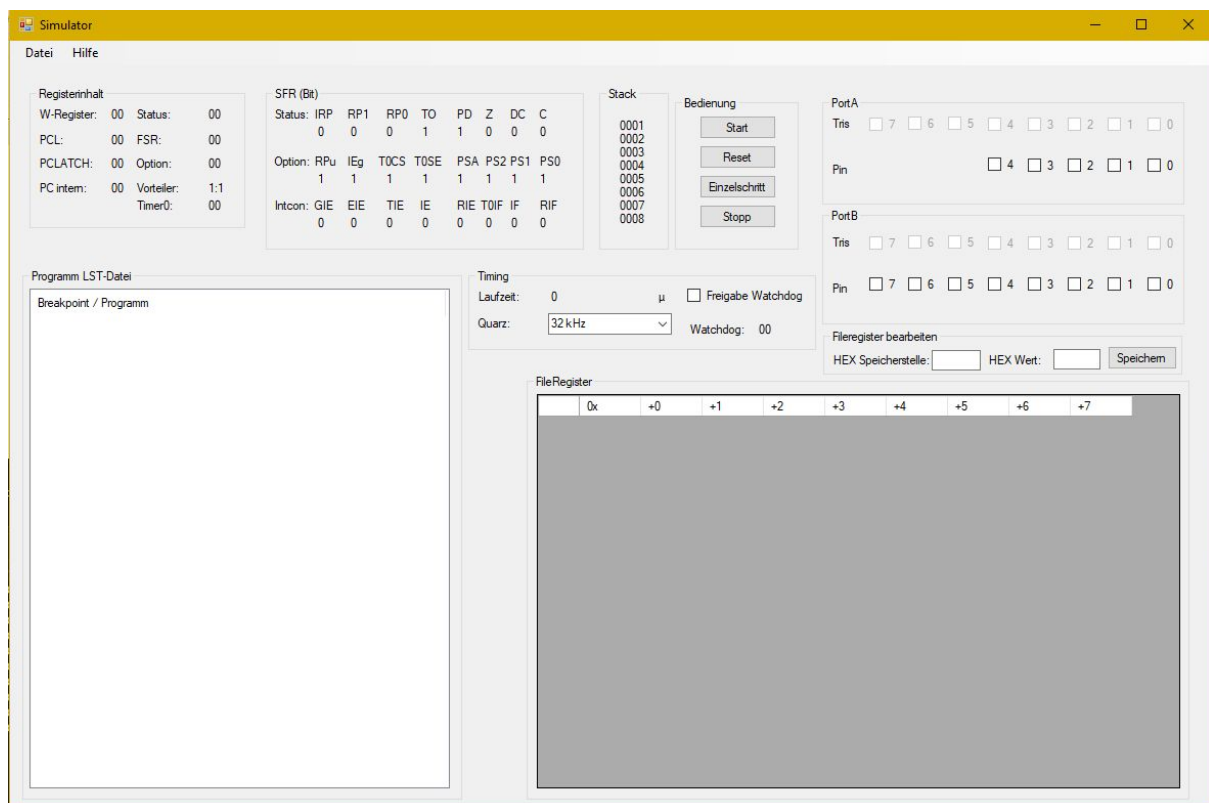 Simulator
Datei Hilfe
Registerinhalt
W-Register: 00 Status: 00
PCL: 00 FSR: 00
PCLATCH: 00 Option: 00
PC intern: 00 Vorteiler: 1:1
Timer0: 00
SFR (Bit)
Status: IRP RP1 RP0 TO PD Z DC C
0 0 0 1 1 0 0 0
Option: RPu IEg T0CS T0SE PSA PS2 PS1 PS0
1 1 1 1 1 1 1 1
Intcon: GIE EIE TIE IE RIE T0IF IF RIF
0 0 0 0 0 0 0 0
Stack
0001
0002
0003
0004
0005
0006
0007
0008
Bedienung
Start
Reset
Einzelschritt
Stopp
PortA
Tris 7 6 5 4 3 2 1 0
Pin 4 3 2 1 0
PortB
Tris 7 6 5 4 3 2 1 0
Pin 7 6 5 4 3 2 1 0
Programm LST-Datei
Breakpoint / Programm
Timing
Laufzeit: 0 µ Freigabe Watchdog
Quarz: 32 kHz Watchdog: 00
Fileregister bearbeiten
HEX Speicherstelle: HEX Wert: Speichern
FileRegister
0x +0 +1 +2 +3 +4 +5 +6 +7